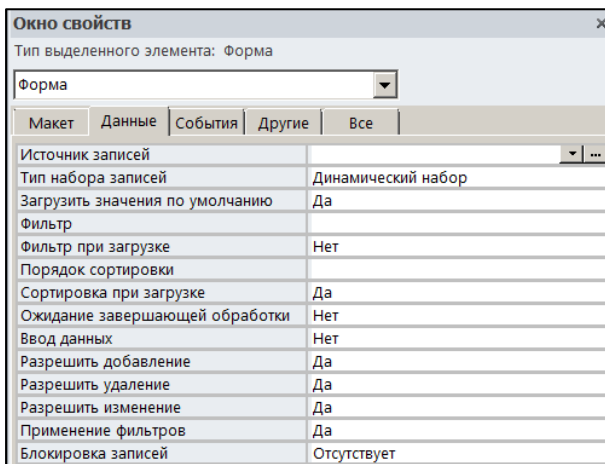 Окно свойств
Тип выделенного элемента: Форма
Форма
Макет Данные События Другие Все
Источник записей
Тип набора записей Динамический набор
Загрузить значения по умолчанию Да
Фильтр
Фильтр при загрузке Нет
Порядок сортировки
Сортировка при загрузке Да
Ожидание завершающей обработки Нет
Ввод данных Нет
Разрешить добавление Да
Разрешить удаление Да
Разрешить изменение Да
Применение фильтров Да
Блокировка записей Отсутствует